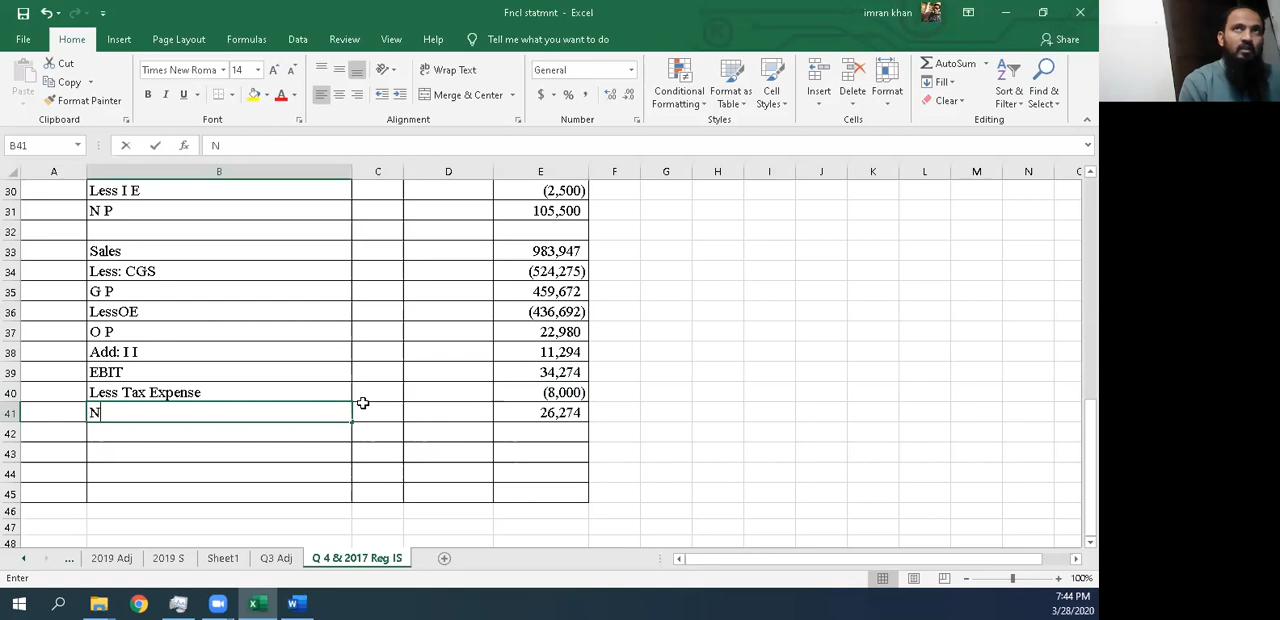 Fncl statmnt - Excel
imran khan
File Home Insert Page Layout Formulas Data Review View Help Tell me what you want to do Share
Paste
Cut
Copy
Format Painter
Clipboard
Times New Roma 14
B I U
Font
Wrap Text
Merge & Center
Alignment
General
$ % ,
Number
Conditional Formatting
Format as Table
Cell Styles
Styles
Insert Delete Format
Cells
AutoSum
Fill
Clear
Sort & Filter
Find & Select
Editing
B41 fx N
A B C D E F G H I J K L M N
30 Less I E (2,500)
31 N P 105,500
32
33 Sales 983,947
34 Less: CGS (524,275)
35 G P 459,672
36 LessOE (436,692)
37 O P 22,980
38 Add: I I 11,294
39 EBIT 34,274
40 Less Tax Expense (8,000)
41 N 26,274
42
43
44
45
46
47
48
... 2019 Adj 2019 S Sheet1 Q3 Adj Q 4 & 2017 Reg IS
Enter 100%
7:44 PM
3/28/2020